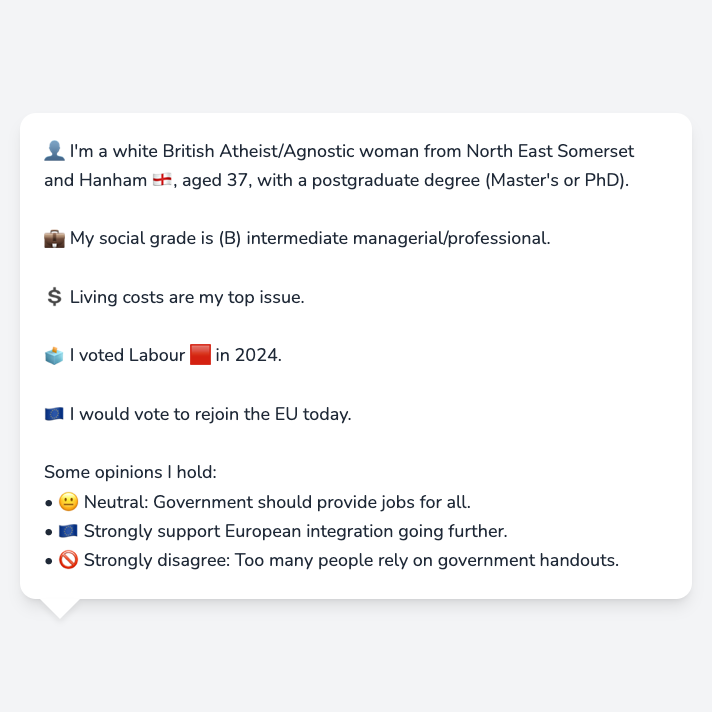 👤 I'm a white British Atheist/Agnostic woman from North East Somerset
and Hanham 🏴󠁧󠁢󠁥󠁮󠁧󠁿, aged 37, with a postgraduate degree (Master's or PhD).
💼 My social grade is (B) intermediate managerial/professional.
💲 Living costs are my top issue.
🗳️ I voted Labour 🟥 in 2024.
🇪🇺 I would vote to rejoin the EU today.
Some opinions I hold:
• 😐 Neutral: Government should provide jobs for all.
• 🇪🇺 Strongly support European integration going further.
• 🚫 Strongly disagree: Too many people rely on government handouts.